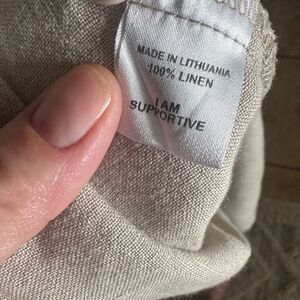 MADE IN LITHUANIA
100% LINEN
I AM
SUPPORTIVE